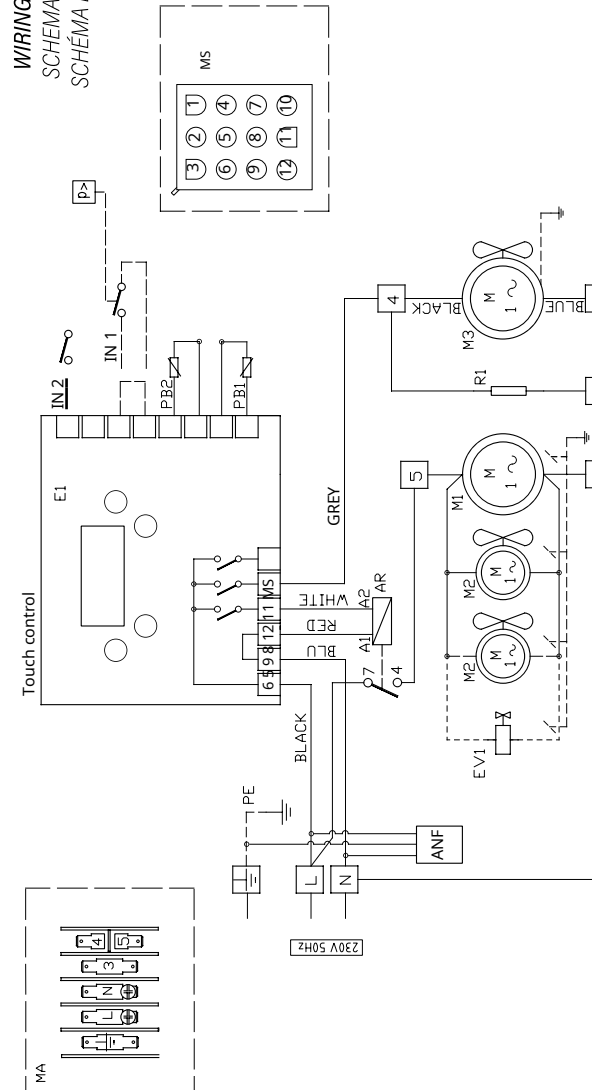 WIRING
SCHEMA
SCHÉMA
MS
1 2 3
4 5 6
7 8 9
10 11 12
p>
IN 2
IN 1
PB2
PB1
E1
Touch control
6 5 9 8 12 11 MS
BLACK
BLU
RED
WHITE
GREY
A1 A2
AR
7
4
5
4
BLACK
BLUE
M3
M
1
R1
M1
M
1
M2
M
1
M2
M
1
EV1
PE
L
N
ANF
230V 50Hz
MA
L
N
3
4
5